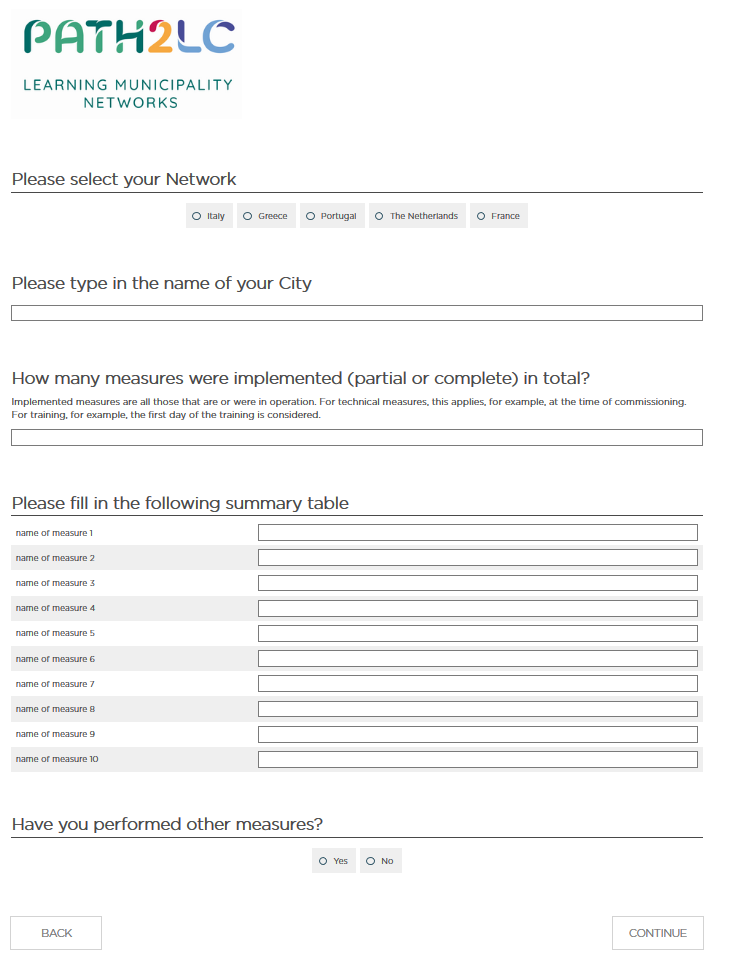 PATH2LC
LEARNING MUNICIPALITY
NETWORKS
Please select your Network
Italy Greece Portugal The Netherlands France
Please type in the name of your City
How many measures were implemented (partial or complete) in total?
Implemented measures are all those that are or were in operation. For technical measures, this applies, for example, at the time of commissioning.
For training, for example, the first day of the training is considered.
Please fill in the following summary table
name of measure 1
name of measure 2
name of measure 3
name of measure 4
name of measure 5
name of measure 6
name of measure 7
name of measure 8
name of measure 9
name of measure 10
Have you performed other measures?
Yes No
BACK CONTINUE